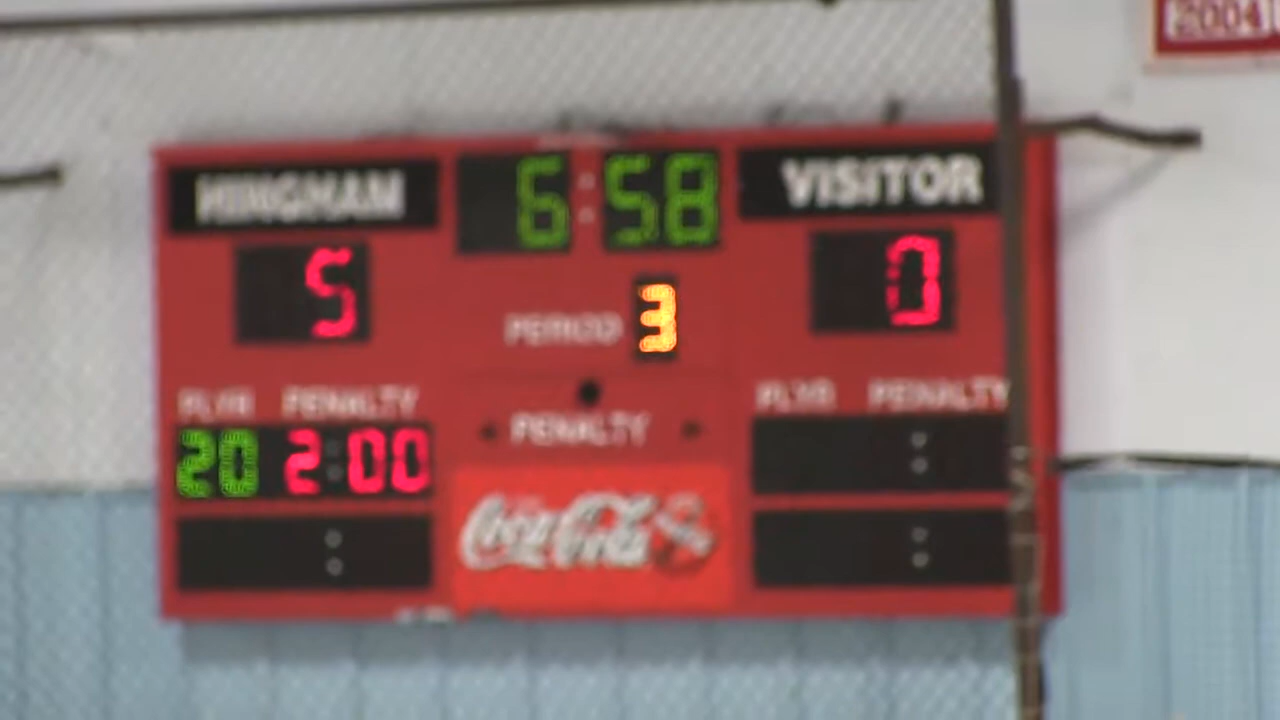 2004
HINGHAM 6:58 VISITOR
5 0
PERIOD 3
PLYR PENALTY PLYR PENALTY
PENALTY
20 2:00
:
:
:
Coca-Cola